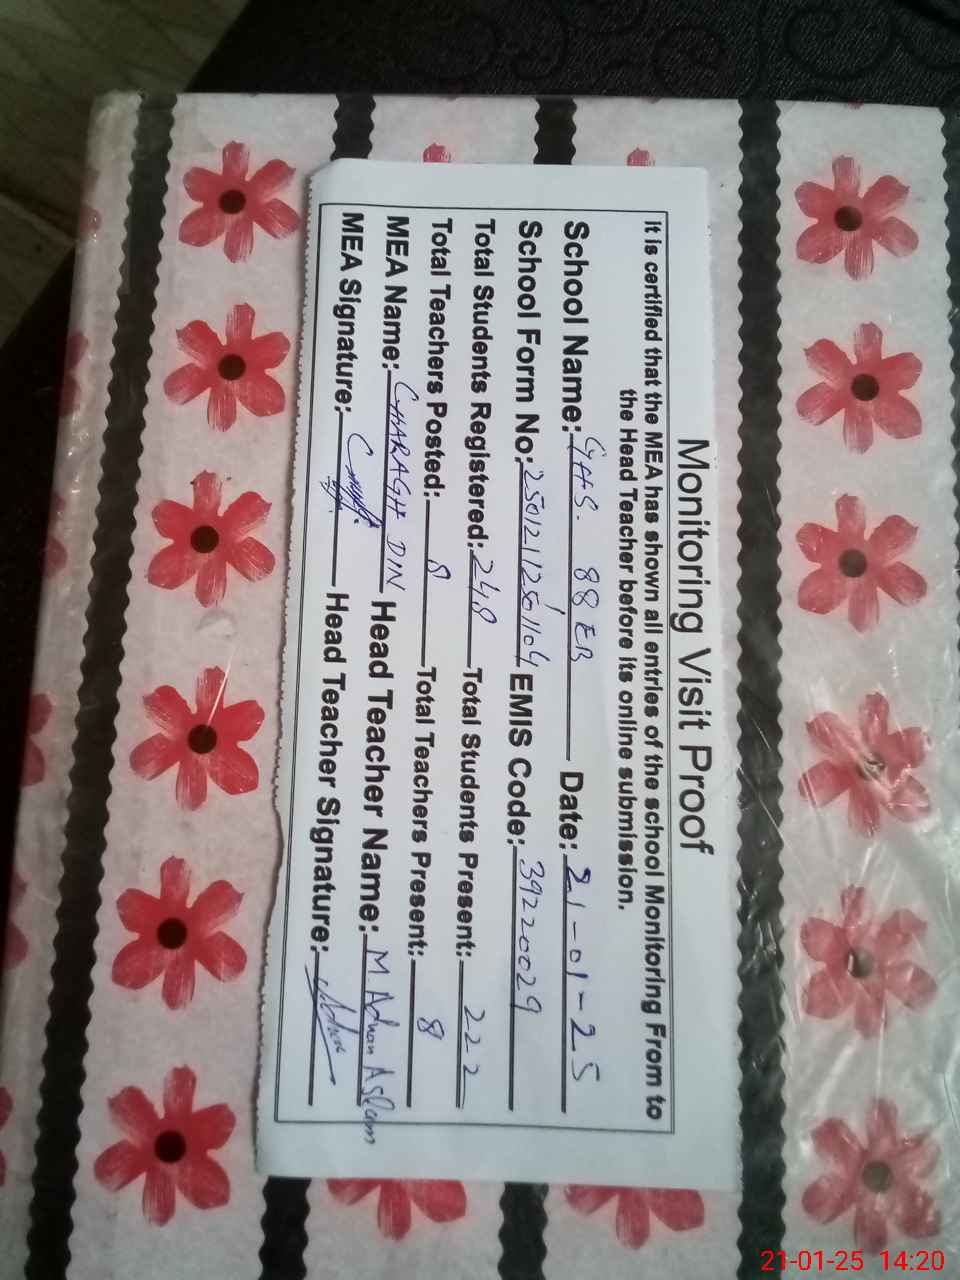 Monitoring Visit Proof
It is certified that the MEA has shown all entries of the school Monitoring From to
the Head Teacher before its online submission.
School Name: GHS. 88 EB Date: 21-01-25
School Form No: 25012112501104 EMIS Code: 39220029
Total Students Registered: 248 Total Students Present: 222
Total Teachers Posted: 8 Total Teachers Present: 8
MEA Name: CHARAGH DIN Head Teacher Name: M. Adnan Aslam
MEA Signature: Head Teacher Signature: Adnan
21-01-25 14:20